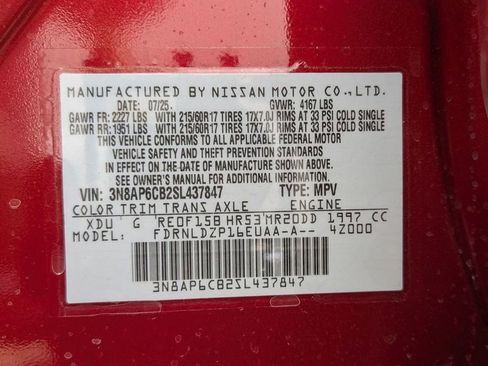 MANUFACTURED BY NISSAN MOTOR CO., LTD.
DATE: 07/25. GVWR: 4167 LBS
GAWR FR: 2227 LBS WITH 215/60R17 TIRES 17X7.0J RIMS AT 33 PSI COLD SINGLE
GAWR RR: 1951 LBS WITH 215/60R17 TIRES 17X7.0J RIMS AT 33 PSI COLD SINGLE
THIS VEHICLE CONFORMS TO ALL APPLICABLE FEDERAL MOTOR
VEHICLE SAFETY AND THEFT PREVENTION STANDARDS
IN EFFECT ON THE DATE OF MANUFACTURE SHOWN ABOVE.
SEE OWNER'S MANUAL FOR ADDITIONAL INFORMATION
VIN: 3N8AP6CB2SL437847 TYPE: MPV
COLOR TRIM TRANS AXLE ENGINE
XDU G RE0F15B HR53 MR20DD 1997 CC
MODEL: FDRNLDZP16EUAA-A-- 4Z000
3N8AP6CB2SL437847